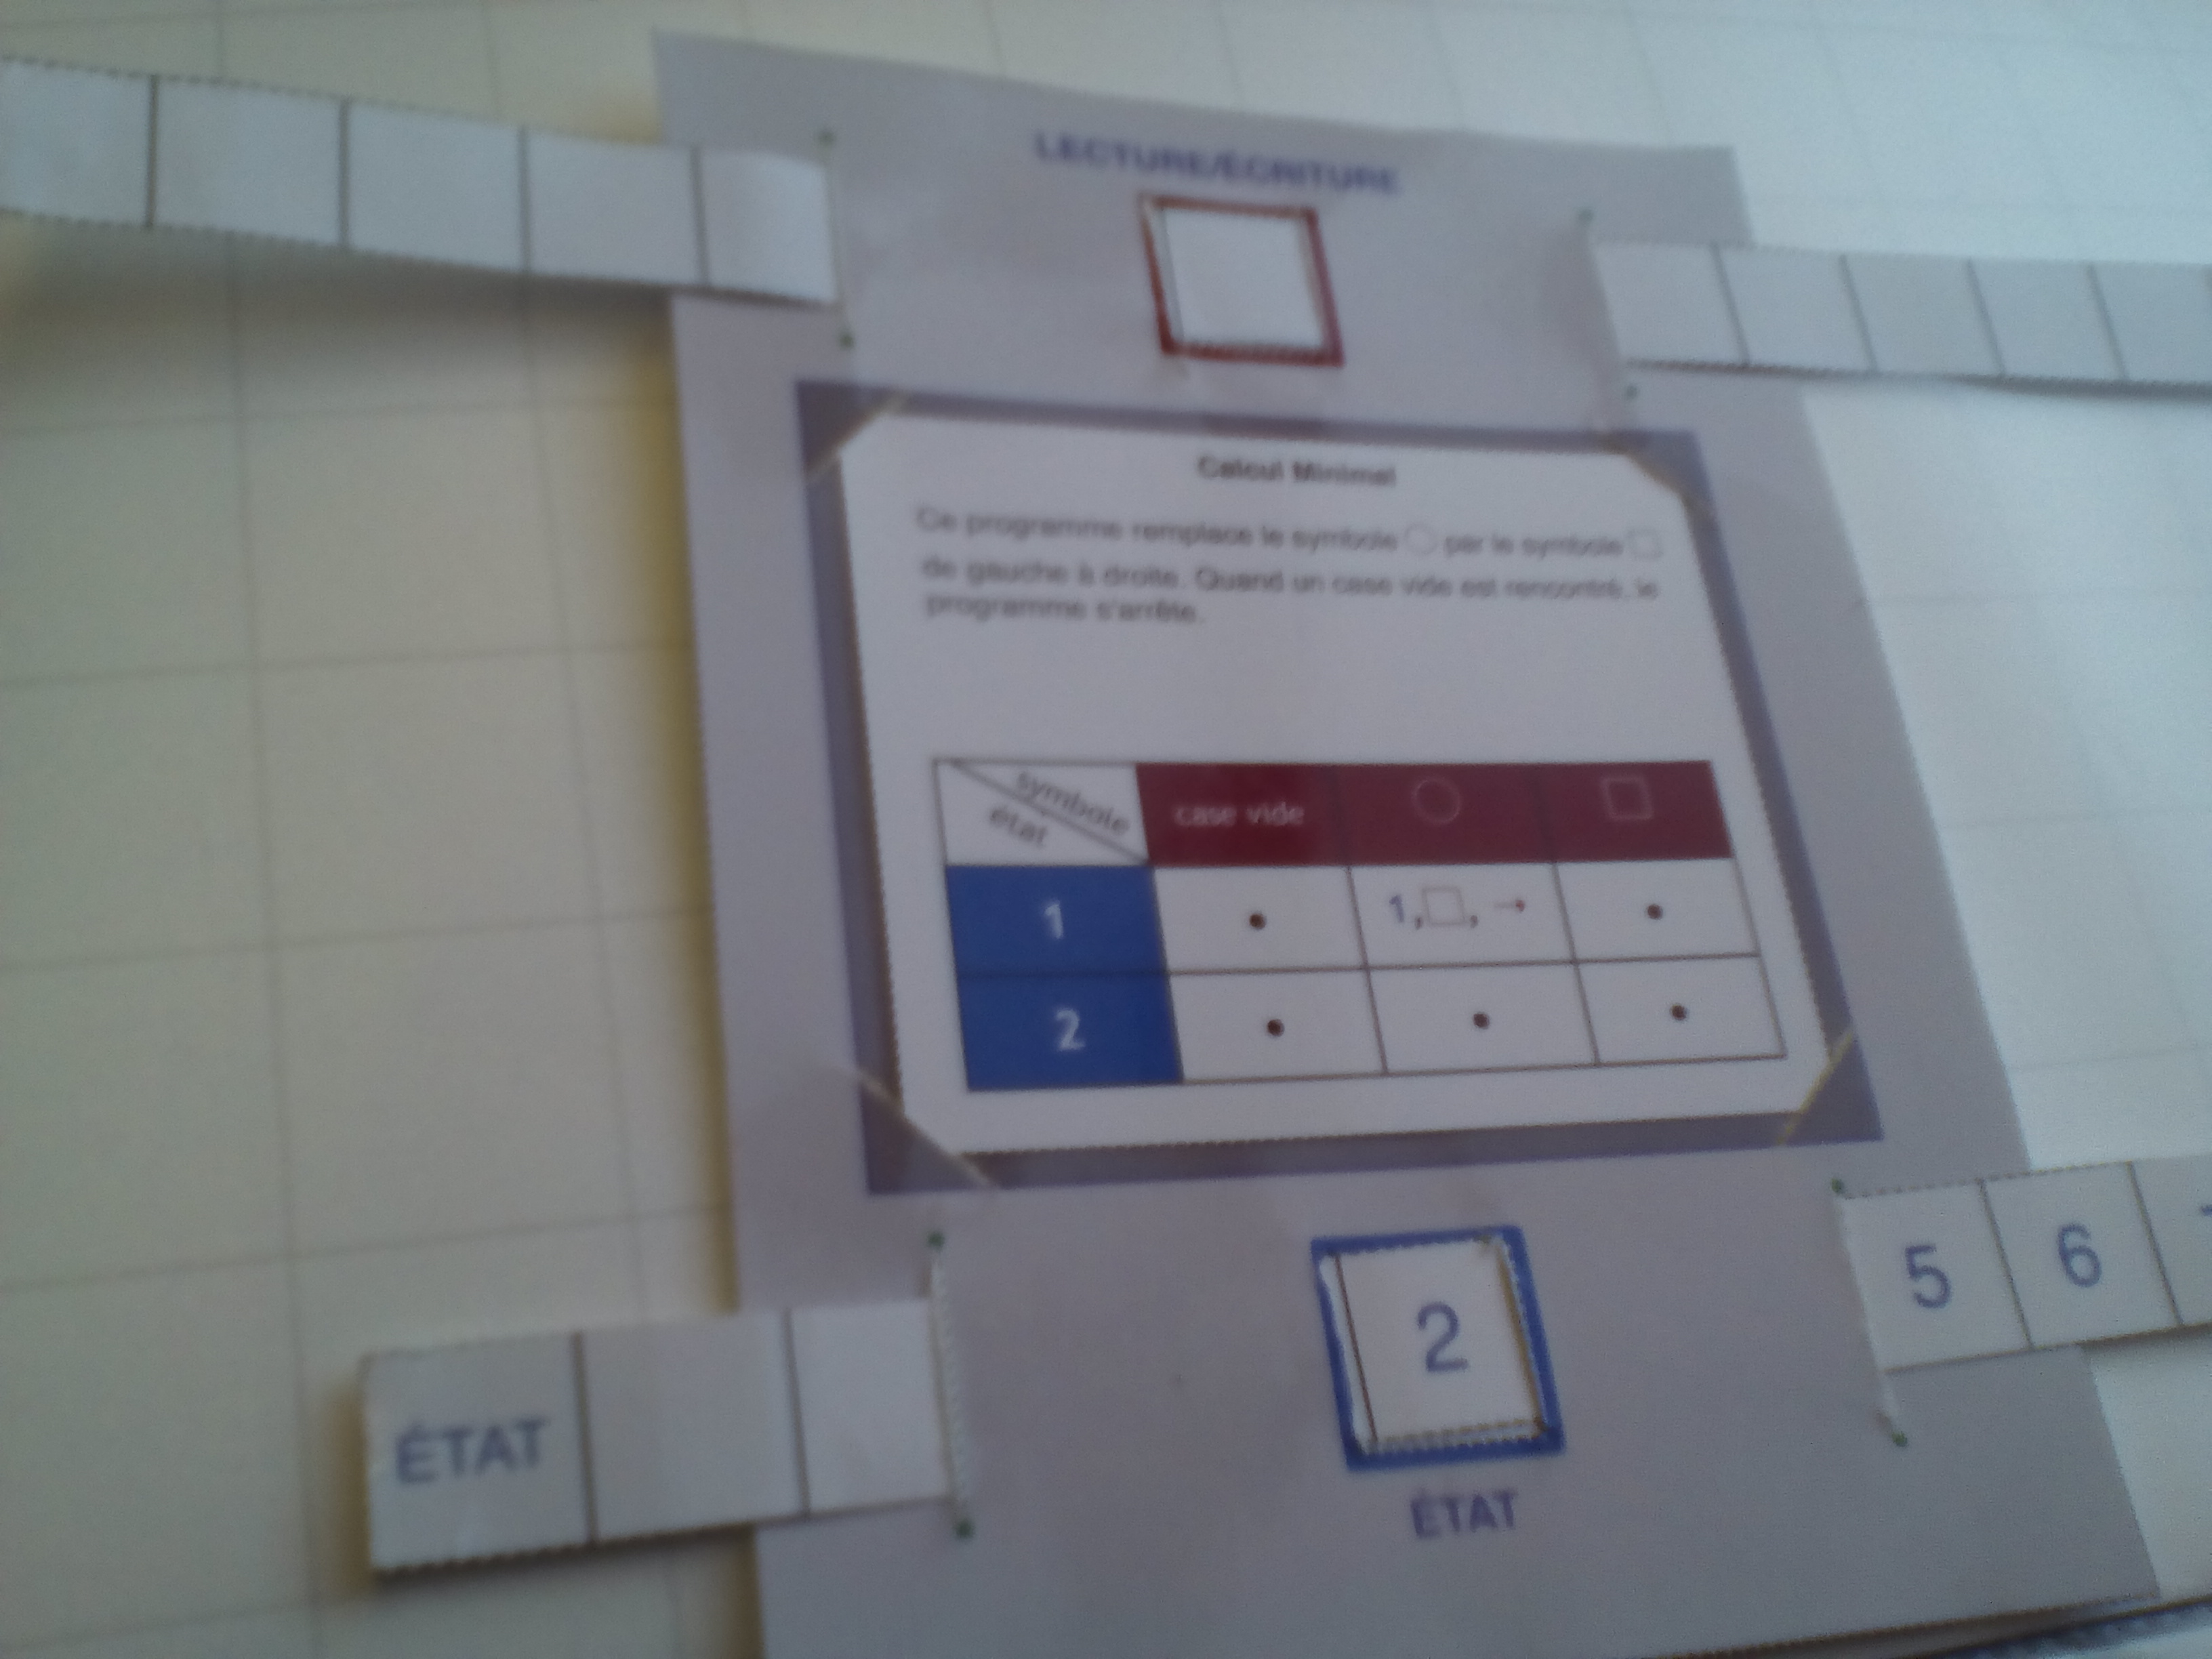 LECTURE/ÉCRITURE
Calcul Minimal
Ce programme remplace le symbole ○ par le symbole □
de gauche à droite. Quand un case vide est rencontré, le
programme s'arrête.
symbole
état
case vide ○ □
1 • 1,□, → •
2 • • •
5 6
2
ÉTAT
ÉTAT